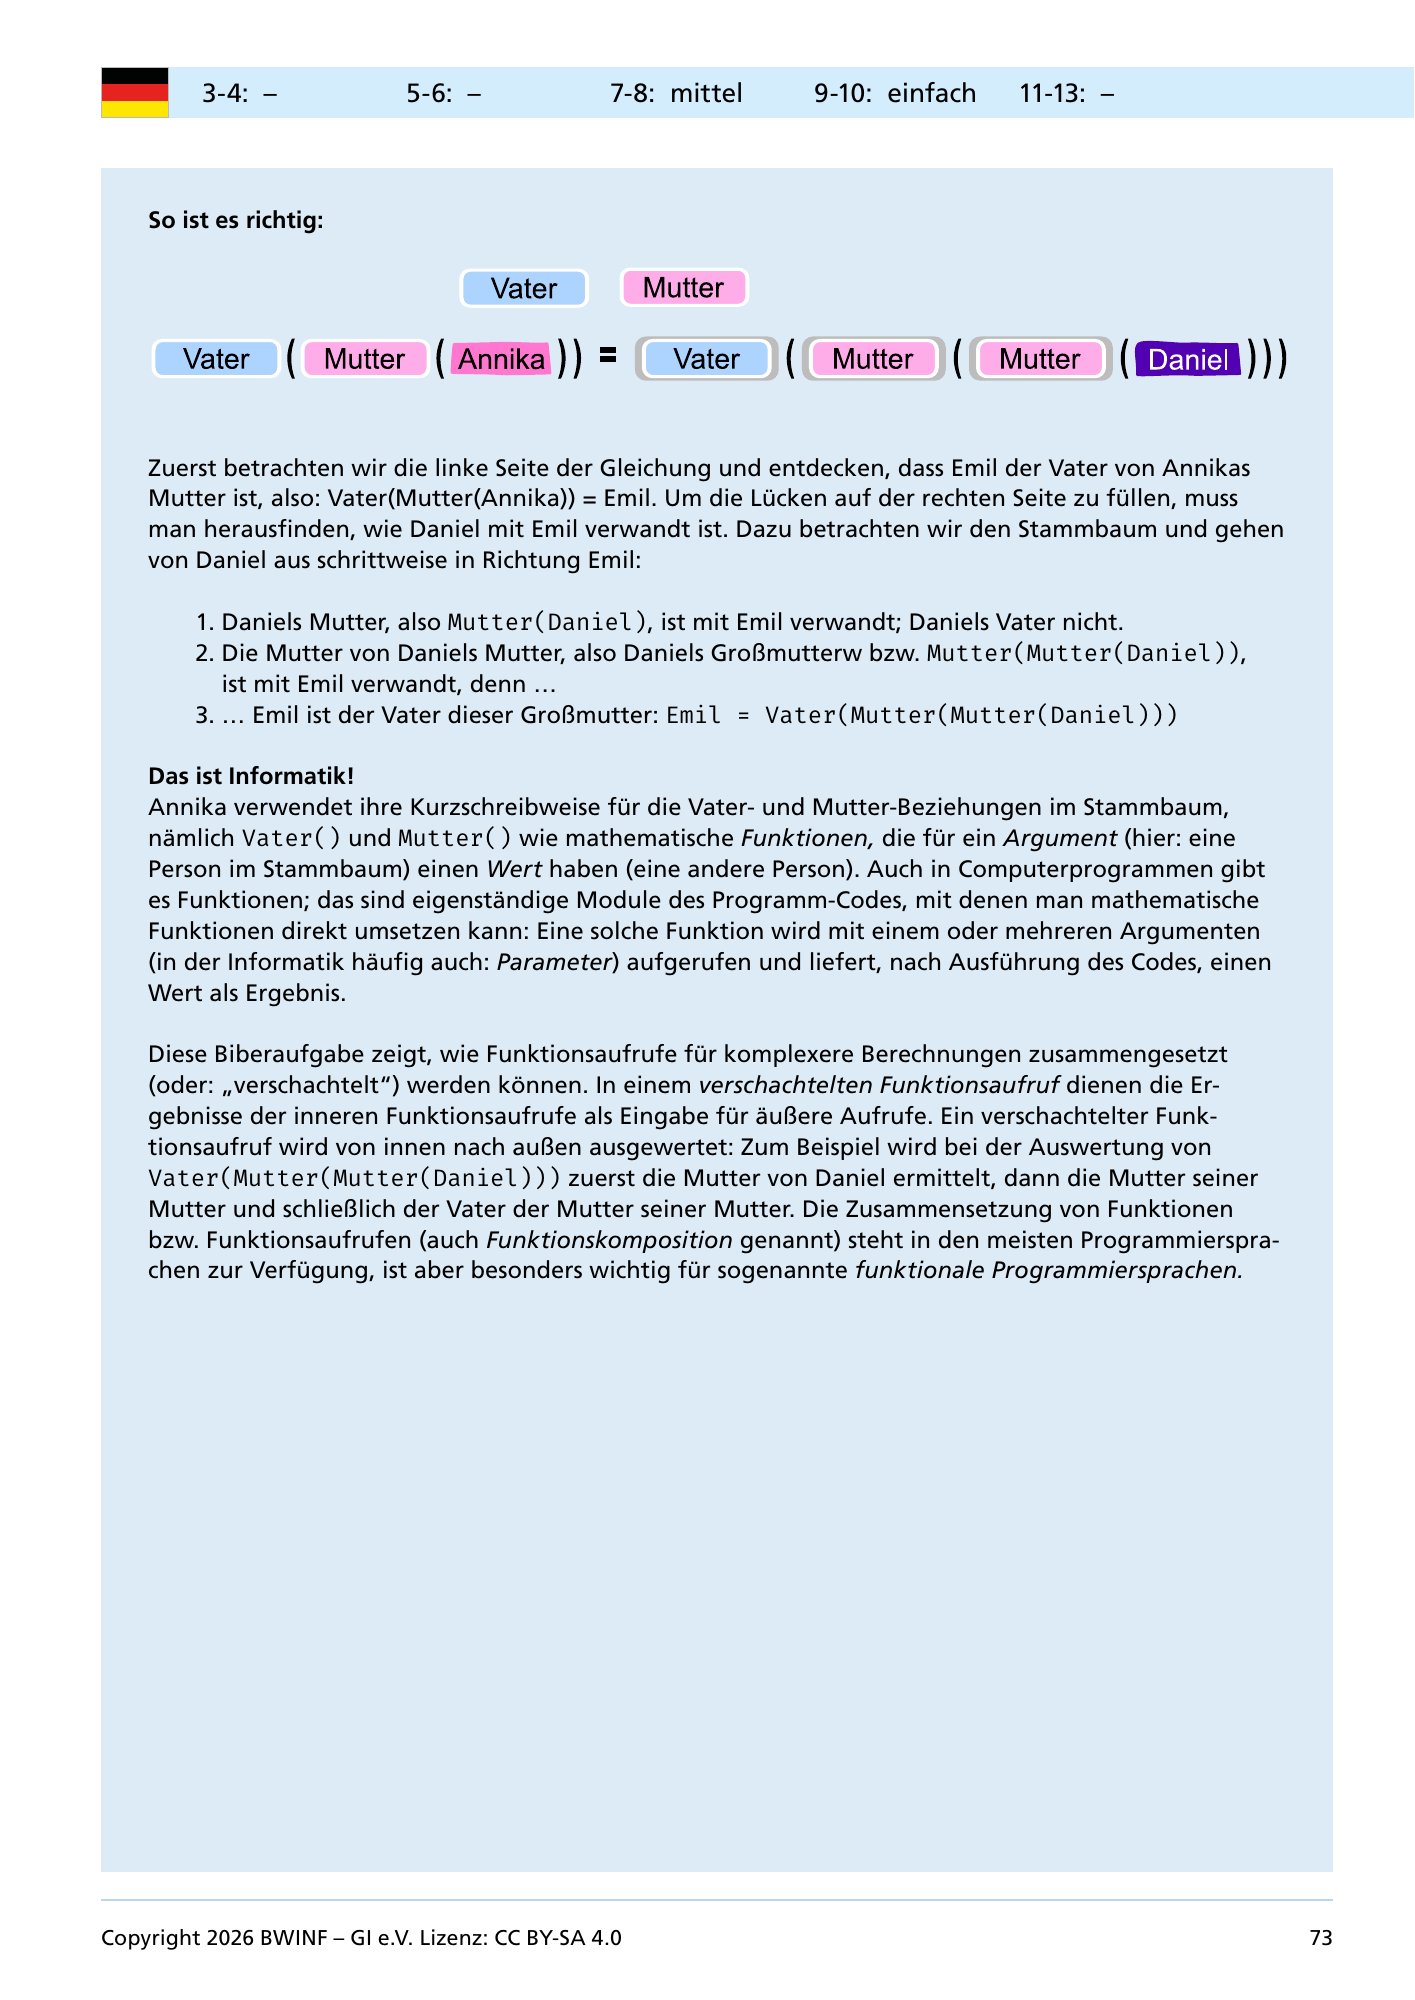 3-4: – 5-6: – 7-8: mittel 9-10: einfach 11-13: –
So ist es richtig:
Vater Mutter
Vater ( Mutter ( Annika ) ) = Vater ( Mutter ( Mutter ( Daniel ) ) )
Zuerst betrachten wir die linke Seite der Gleichung und entdecken, dass Emil der Vater von Annikas
Mutter ist, also: Vater(Mutter(Annika)) = Emil. Um die Lücken auf der rechten Seite zu füllen, muss
man herausfinden, wie Daniel mit Emil verwandt ist. Dazu betrachten wir den Stammbaum und gehen
von Daniel aus schrittweise in Richtung Emil:
1. Daniels Mutter, also Mutter(Daniel), ist mit Emil verwandt; Daniels Vater nicht.
2. Die Mutter von Daniels Mutter, also Daniels Großmutterw bzw. Mutter(Mutter(Daniel)),
ist mit Emil verwandt, denn …
3. … Emil ist der Vater dieser Großmutter: Emil = Vater(Mutter(Mutter(Daniel)))
Das ist Informatik!
Annika verwendet ihre Kurzschreibweise für die Vater- und Mutter-Beziehungen im Stammbaum,
nämlich Vater() und Mutter() wie mathematische Funktionen, die für ein Argument (hier: eine
Person im Stammbaum) einen Wert haben (eine andere Person). Auch in Computerprogrammen gibt
es Funktionen; das sind eigenständige Module des Programm-Codes, mit denen man mathematische
Funktionen direkt umsetzen kann: Eine solche Funktion wird mit einem oder mehreren Argumenten
(in der Informatik häufig auch: Parameter) aufgerufen und liefert, nach Ausführung des Codes, einen
Wert als Ergebnis.
Diese Biberaufgabe zeigt, wie Funktionsaufrufe für komplexere Berechnungen zusammengesetzt
(oder: „verschachtelt“) werden können. In einem verschachtelten Funktionsaufruf dienen die Er-
gebnisse der inneren Funktionsaufrufe als Eingabe für äußere Aufrufe. Ein verschachtelter Funk-
tionsaufruf wird von innen nach außen ausgewertet: Zum Beispiel wird bei der Auswertung von
Vater(Mutter(Mutter(Daniel))) zuerst die Mutter von Daniel ermittelt, dann die Mutter seiner
Mutter und schließlich der Vater der Mutter seiner Mutter. Die Zusammensetzung von Funktionen
bzw. Funktionsaufrufen (auch Funktionskomposition genannt) steht in den meisten Programmierspra-
chen zur Verfügung, ist aber besonders wichtig für sogenannte funktionale Programmiersprachen.
Copyright 2026 BWINF – GI e.V. Lizenz: CC BY-SA 4.0 73